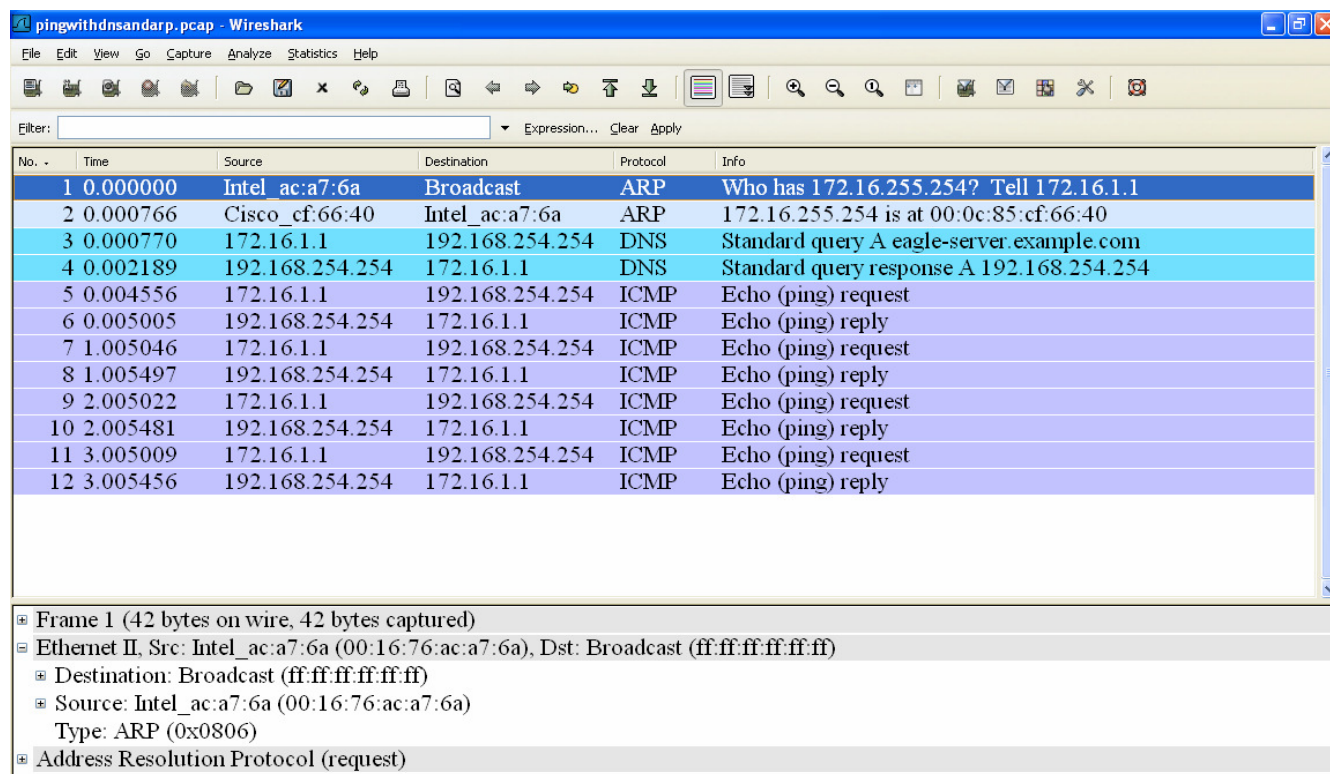 pingwithdnsandarp.pcap - Wireshark
File Edit View Go Capture Analyze Statistics Help
Filter: Expression... Clear Apply
No. Time Source Destination Protocol Info
1 0.000000 Intel_ac:a7:6a Broadcast ARP Who has 172.16.255.254? Tell 172.16.1.1
2 0.000766 Cisco_cf:66:40 Intel_ac:a7:6a ARP 172.16.255.254 is at 00:0c:85:cf:66:40
3 0.000770 172.16.1.1 192.168.254.254 DNS Standard query A eagle-server.example.com
4 0.002189 192.168.254.254 172.16.1.1 DNS Standard query response A 192.168.254.254
5 0.004556 172.16.1.1 192.168.254.254 ICMP Echo (ping) request
6 0.005005 192.168.254.254 172.16.1.1 ICMP Echo (ping) reply
7 1.005046 172.16.1.1 192.168.254.254 ICMP Echo (ping) request
8 1.005497 192.168.254.254 172.16.1.1 ICMP Echo (ping) reply
9 2.005022 172.16.1.1 192.168.254.254 ICMP Echo (ping) request
10 2.005481 192.168.254.254 172.16.1.1 ICMP Echo (ping) reply
11 3.005009 172.16.1.1 192.168.254.254 ICMP Echo (ping) request
12 3.005456 192.168.254.254 172.16.1.1 ICMP Echo (ping) reply
Frame 1 (42 bytes on wire, 42 bytes captured)
Ethernet II, Src: Intel_ac:a7:6a (00:16:76:ac:a7:6a), Dst: Broadcast (ff:ff:ff:ff:ff:ff)
Destination: Broadcast (ff:ff:ff:ff:ff:ff)
Source: Intel_ac:a7:6a (00:16:76:ac:a7:6a)
Type: ARP (0x0806)
Address Resolution Protocol (request)